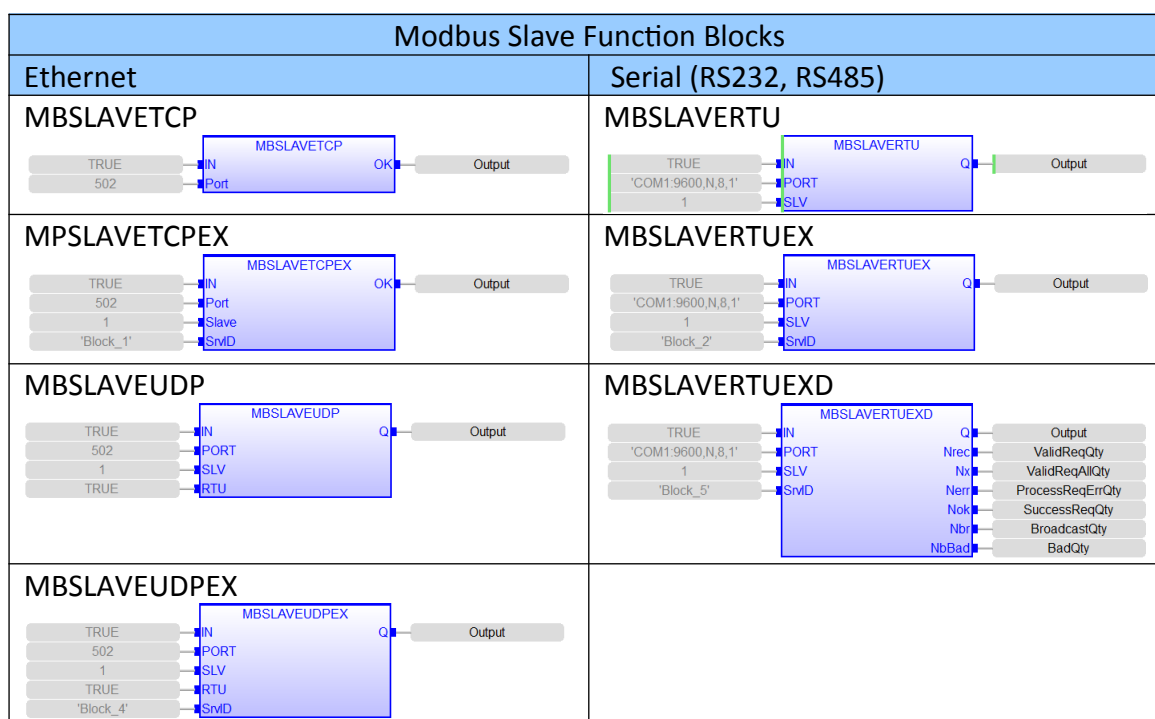 Modbus Slave Function Blocks
Ethernet
Serial (RS232, RS485)
MBSLAVETCP
MBSLAVETCP
TRUE IN OK Output
502 Port
MBSLAVERTU
MBSLAVERTU
TRUE IN Q Output
'COM1:9600,N,8,1' PORT
1 SLV
MPSLAVETCPEX
MBSLAVETCPEX
TRUE IN OK Output
502 Port
1 Slave
'Block_1' SrvID
MBSLAVERTUEX
MBSLAVERTUEX
TRUE IN Q Output
'COM1:9600,N,8,1' PORT
1 SLV
'Block_2' SrvID
MBSLAVEUDP
MBSLAVEUDP
TRUE IN Q Output
502 PORT
1 SLV
TRUE RTU
MBSLAVERTUEXD
MBSLAVERTUEXD
TRUE IN Q Output
'COM1:9600,N,8,1' PORT Nrec ValidReqQty
1 SLV Nx ValidReqAllQty
'Block_5' SrvID Nerr ProcessReqErrQty
Nok SuccessReqQty
Nbr BroadcastQty
NbBad BadQty
MBSLAVEUDPEX
MBSLAVEUDPEX
TRUE IN Q Output
502 PORT
1 SLV
TRUE RTU
'Block_4' SrvID